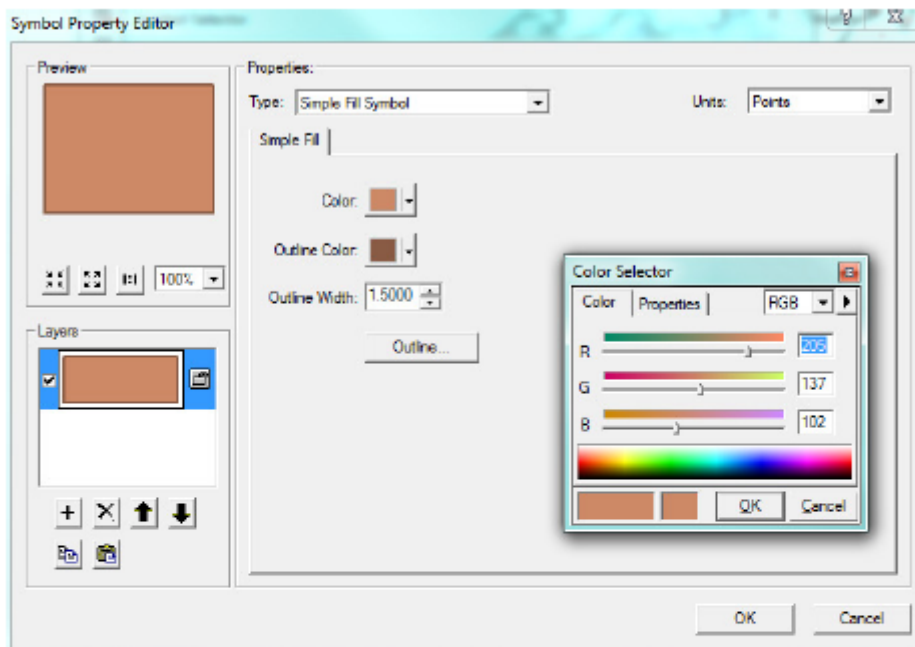 Symbol Property Editor
Preview
Properties:
Type: Simple Fill Symbol
Units: Points
Simple Fill
Color:
Outline Color:
Outline Width: 1.5000
Outline...
100%
Layers
Color Selector
Color Properties RGB
R 205
G 137
B 102
OK Cancel
OK Cancel